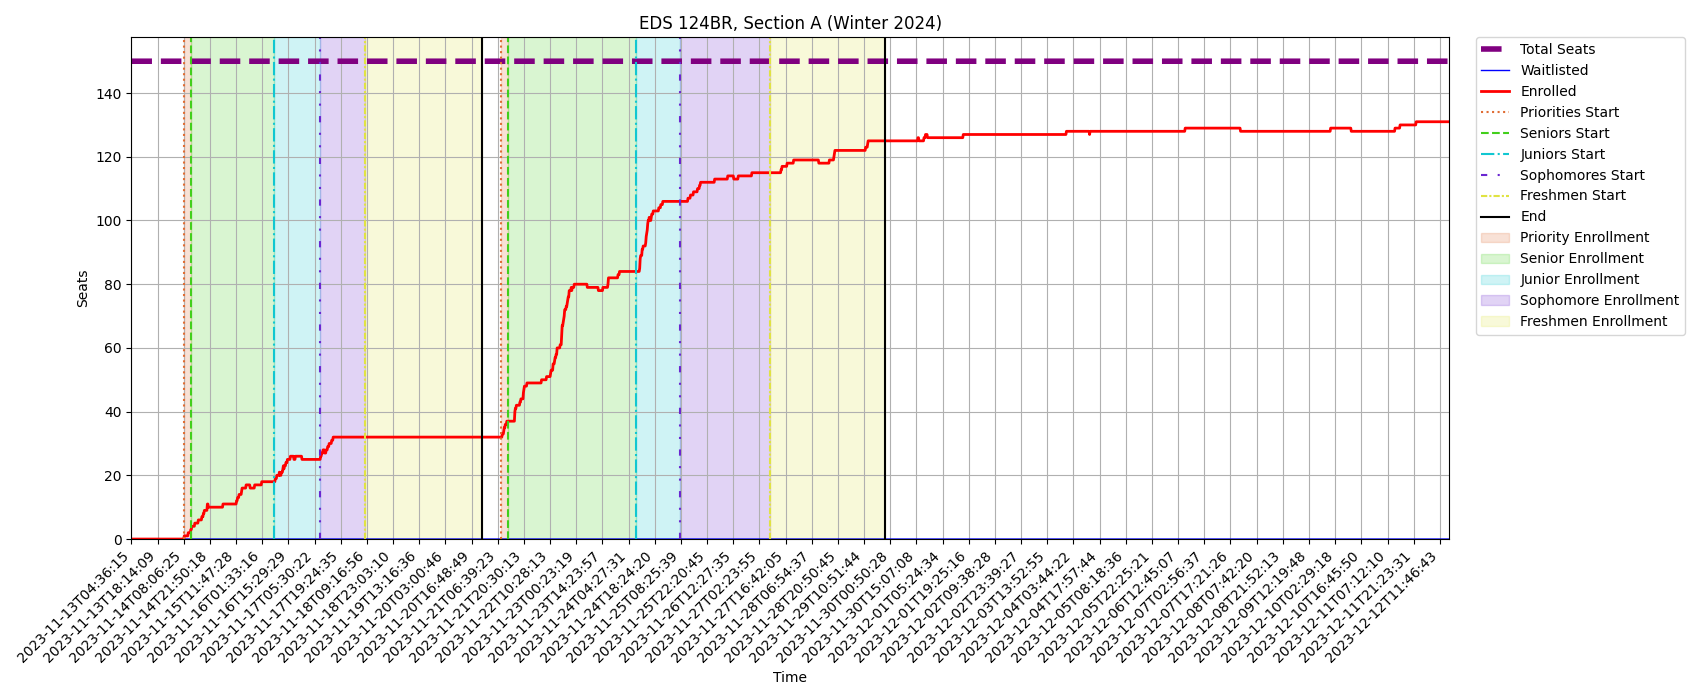 EDS 124BR, Section A (Winter 2024)
Total Seats
Waitlisted
Enrolled
Priorities Start
Seniors Start
Juniors Start
Sophomores Start
Freshmen Start
End
Priority Enrollment
Senior Enrollment
Junior Enrollment
Sophomore Enrollment
Freshmen Enrollment
Seats
140
120
100
80
60
40
20
0
2023-11-13T04:36:15
2023-11-13T18:14:09
2023-11-14T08:06:25
2023-11-14T21:50:18
2023-11-15T11:47:28
2023-11-16T01:33:16
2023-11-16T15:29:29
2023-11-17T05:30:22
2023-11-17T19:24:35
2023-11-18T09:16:56
2023-11-18T23:03:10
2023-11-19T13:16:36
2023-11-20T03:00:46
2023-11-20T16:48:49
2023-11-21T06:39:23
2023-11-21T20:30:13
2023-11-22T10:28:13
2023-11-23T00:23:19
2023-11-23T14:23:57
2023-11-24T04:27:31
2023-11-24T18:24:20
2023-11-25T08:25:39
2023-11-25T22:20:45
2023-11-26T12:27:35
2023-11-27T02:23:55
2023-11-27T16:42:05
2023-11-28T06:54:37
2023-11-28T20:50:45
2023-11-29T10:51:44
2023-11-30T00:50:28
2023-11-30T15:07:08
2023-12-01T05:24:34
2023-12-01T19:25:16
2023-12-02T09:38:28
2023-12-02T23:39:27
2023-12-03T13:52:55
2023-12-04T03:44:22
2023-12-04T17:57:44
2023-12-05T08:18:36
2023-12-05T22:25:21
2023-12-06T12:45:07
2023-12-07T02:56:37
2023-12-07T17:21:26
2023-12-08T07:42:20
2023-12-08T21:52:13
2023-12-09T12:19:48
2023-12-10T02:29:18
2023-12-10T16:45:50
2023-12-11T07:12:10
2023-12-11T21:23:31
2023-12-12T11:46:43
Time